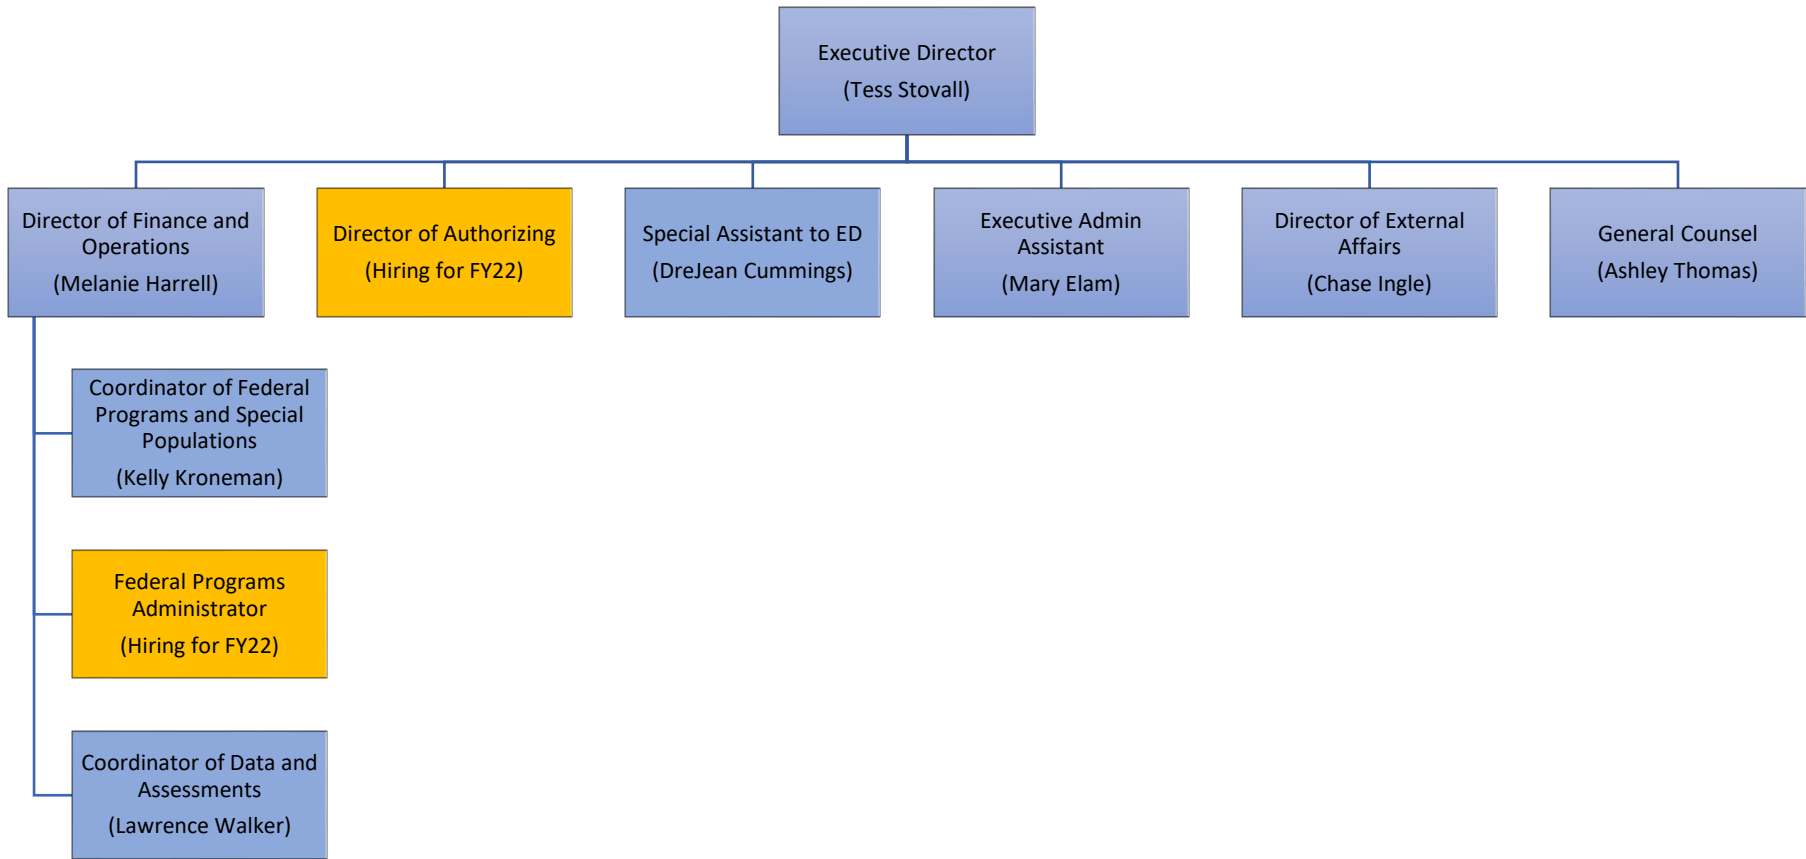 Executive Director
(Tess Stovall)
Director of Finance and
Operations
(Melanie Harrell)
Director of Authorizing
(Hiring for FY22)
Special Assistant to ED
(DreJean Cummings)
Executive Admin
Assistant
(Mary Elam)
Director of External
Affairs
(Chase Ingle)
General Counsel
(Ashley Thomas)
Coordinator of Federal
Programs and Special
Populations
(Kelly Kroneman)
Federal Programs
Administrator
(Hiring for FY22)
Coordinator of Data and
Assessments
(Lawrence Walker)